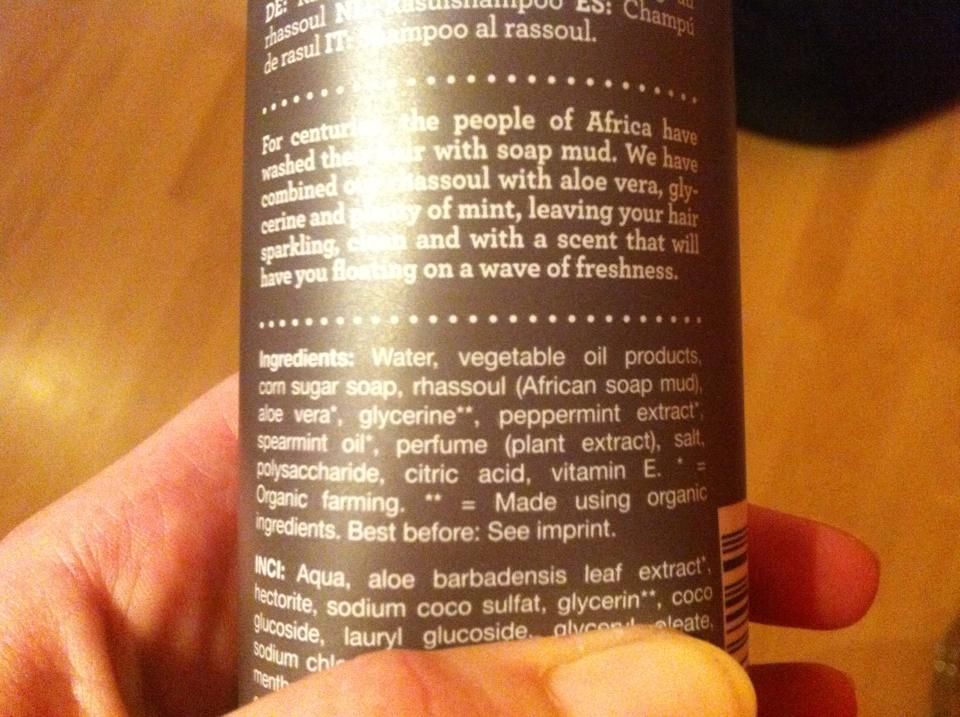 DE:
rhassoul NL: Rasulshampoo ES: Champú
de rasul IT: Shampoo al rassoul.
For centuries the people of Africa have
washed their hair with soap mud. We have
combined our rhassoul with aloe vera, gly-
cerine and plenty of mint, leaving your hair
sparkling, clean and with a scent that will
have you floating on a wave of freshness.
Ingredients: Water, vegetable oil products,
corn sugar soap, rhassoul (African soap mud),
aloe vera*, glycerine**, peppermint extract*,
spearmint oil*, perfume (plant extract), salt,
polysaccharide, citric acid, vitamin E. * =
Organic farming. ** = Made using organic
ingredients. Best before: See imprint.
INCI: Aqua, aloe barbadensis leaf extract*,
hectorite, sodium coco sulfat, glycerin**, coco
glucoside, lauryl glucoside, glyceryl oleate,
sodium